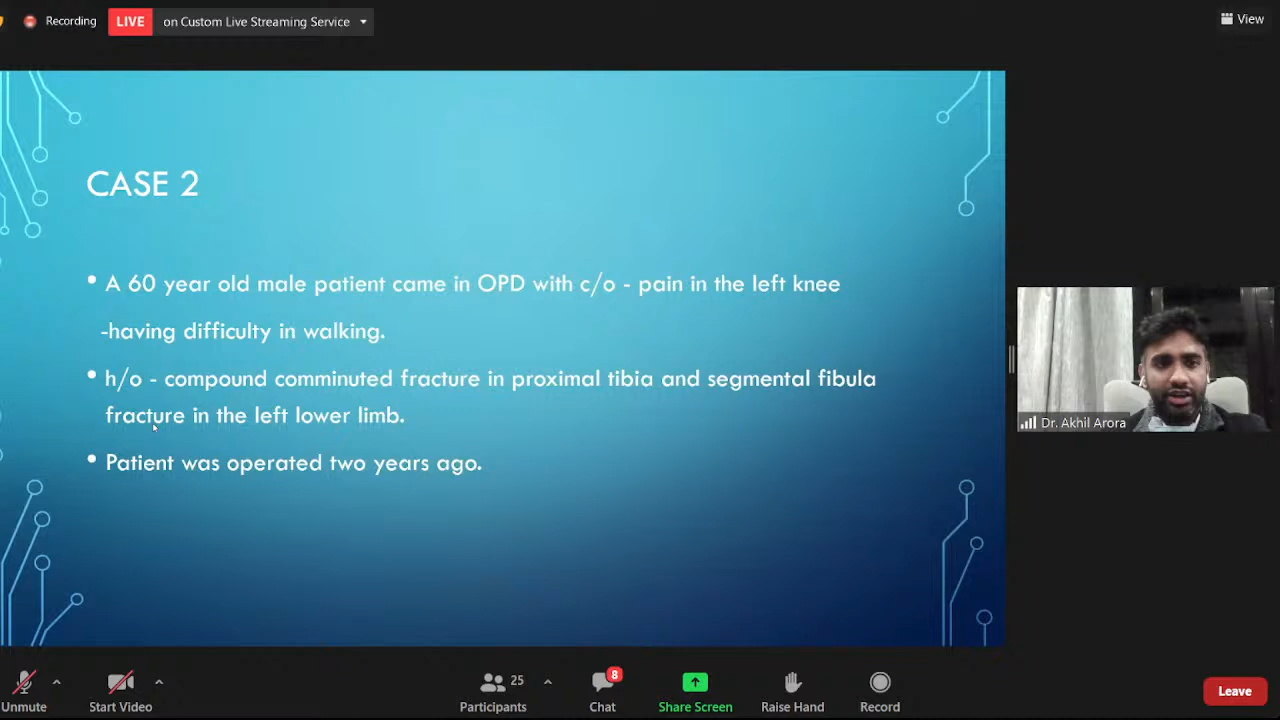 Recording
LIVE
on Custom Live Streaming Service
View
CASE 2
• A 60 year old male patient came in OPD with c/o - pain in the left knee
-having difficulty in walking.
• h/o - compound comminuted fracture in proximal tibia and segmental fibula
fracture in the left lower limb.
• Patient was operated two years ago.
Dr. Akhil Arora
Unmute
Start Video
Participants
25
Chat
8
Share Screen
Raise Hand
Record
Leave